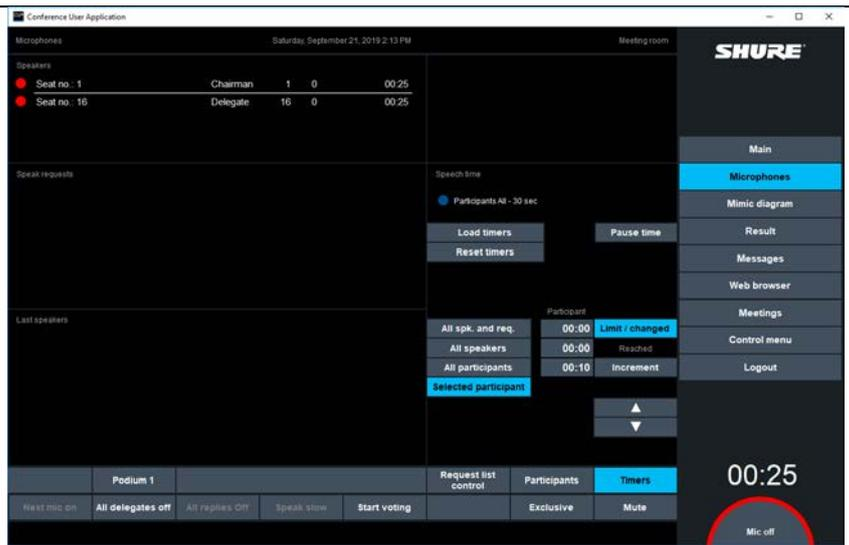 Conference User Application
Microphones Saturday, September 21, 2019 2:13 PM Meeting room
SHURE
Speakers
Seat no.: 1 Chairman 1 0 00:25
Seat no.: 16 Delegate 16 0 00:25
Main
Microphones
Mimic diagram
Result
Messages
Web browser
Meetings
Control menu
Logout
Speak requests
Speech time
Participants All - 30 sec
Load timers Pause time
Reset timers
Last speakers
Participant
All spk. and req. 00:00 Limit / changed
All speakers 00:00 Reached
All participants 00:10 Increment
Selected participant
Podium 1 Request list control Participants Timers
Next mic on All delegates off All replies Off Speak slow Start voting Exclusive Mute
00:25
Mic off